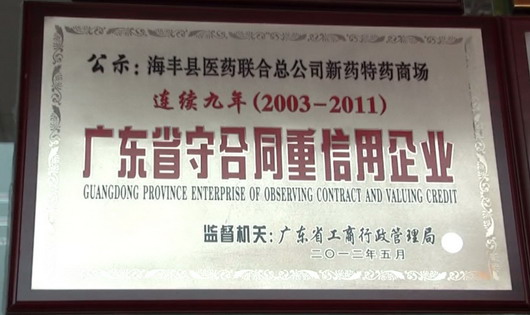 公示：海丰县医药联合总公司新药特药商场
连续九年(2003-2011)
广东省守合同重信用企业
GUANGDONG PROVINCE ENTERPRISE OF OBSERVING CONTRACT AND VALUING CREDIT
监督机关：广东省工商行政管理局
二〇一二年五月